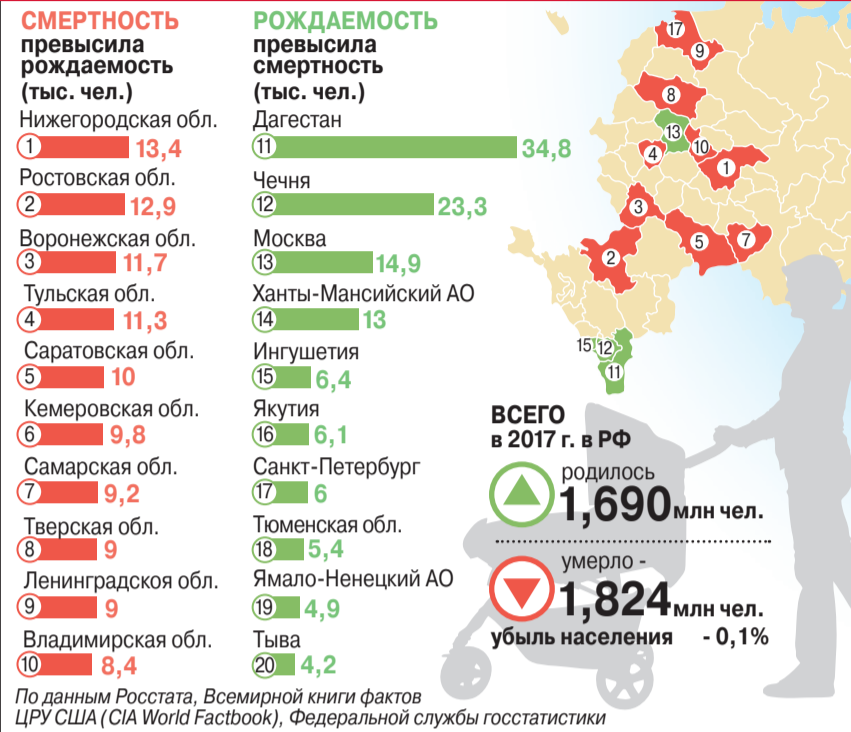 СМЕРТНОСТЬ
превысила
рождаемость
(тыс. чел.)
Нижегородская обл.
1 13,4
Ростовская обл.
2 12,9
Воронежская обл.
3 11,7
Тульская обл.
4 11,3
Саратовская обл.
5 10
Кемеровская обл.
6 9,8
Самарская обл.
7 9,2
Тверская обл.
8 9
Ленинградскоя обл.
9 9
Владимирская обл.
10 8,4
РОЖДАЕМОСТЬ
превысила
смертность
(тыс. чел.)
Дагестан
11 34,8
Чечня
12 23,3
Москва
13 14,9
Ханты-Мансийский АО
14 13
Ингушетия
15 6,4
Якутия
16 6,1
Санкт-Петербург
17 6
Тюменская обл.
18 5,4
Ямало-Ненецкий АО
19 4,9
Тыва
20 4,2
17
9
8
13
10
4
1
3
5
7
2
15
12
11
ВСЕГО
в 2017 г. в РФ
родилось
1,690 млн чел.
умерло -
1,824 млн чел.
убыль населения - 0,1%
По данным Росстата, Всемирной книги фактов
ЦРУ США (CIA World Factbook), Федеральной службы госстатистики